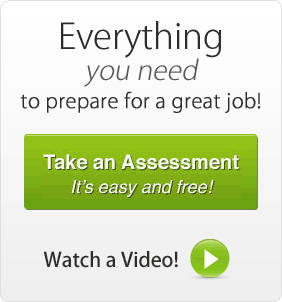 Everything
you need
to prepare for a great job!
Take an Assessment
It's easy and free!
Watch a Video!